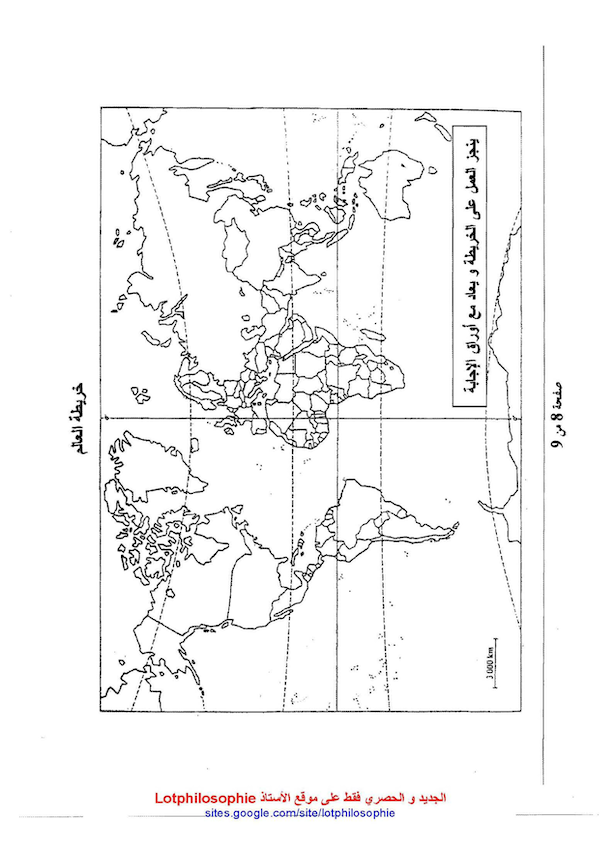 خريطة العالم
ينجز العمل على الخريطة و يعاد مع أوراق الإجابة
3 000 km
صفحة 8 من 9
الجديد و الحصري فقط على موقع الأستاذ Lotphilosophie
sites.google.com/site/lotphilosophie